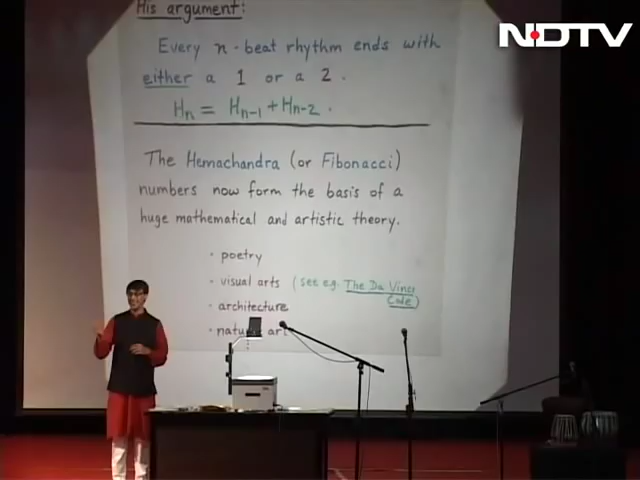 His argument:
NDTV
Every n-beat rhythm ends with
either a 1 or a 2.
Hn = Hn-1 + Hn-2.
The Hemachandra (or Fibonacci)
numbers now form the basis of a
huge mathematical and artistic theory.
· poetry
· visual arts (see e.g. The Da Vinci
Code)
· architecture
· natural art